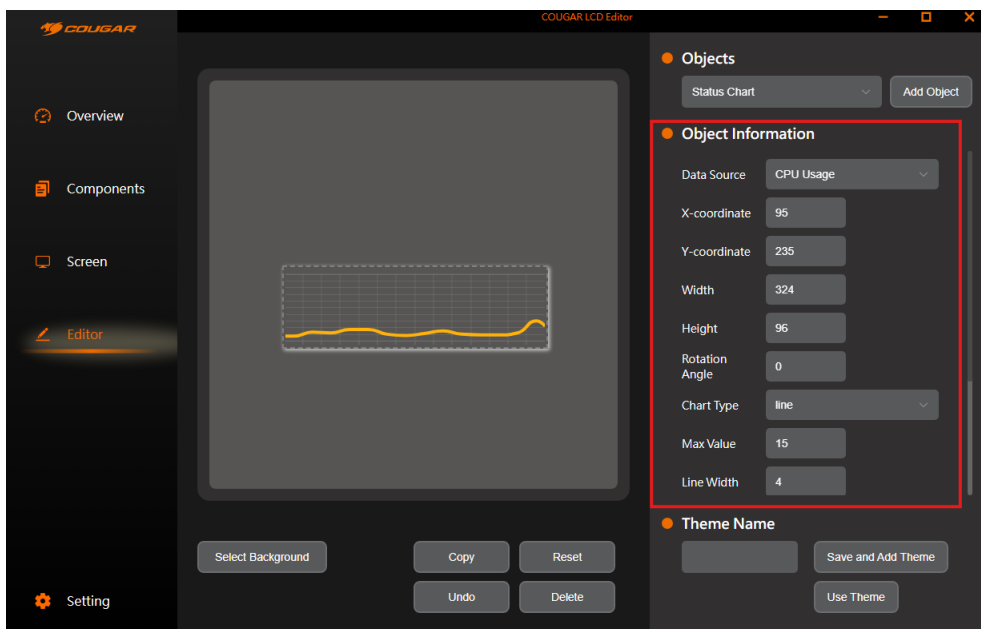 COUGAR
COUGAR LCD Editor
Overview
Components
Screen
Editor
Setting
Select Background
Copy
Reset
Undo
Delete
Objects
Status Chart
Add Object
Object Information
Data Source CPU Usage
X-coordinate 95
Y-coordinate 235
Width 324
Height 96
Rotation
Angle 0
Chart Type line
Max Value 15
Line Width 4
Theme Name
Save and Add Theme
Use Theme